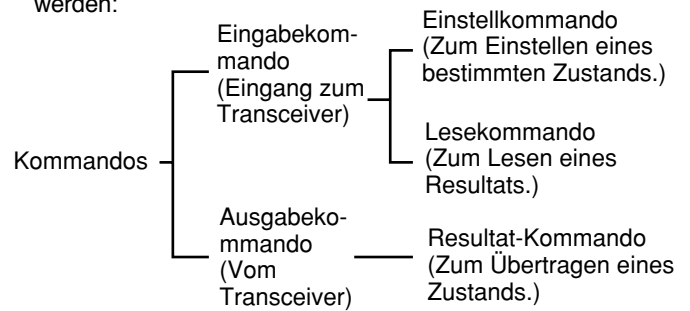 werden:
Kommandos
Eingabekom-
mando
(Eingang zum
Transceiver)
Einstellkommando
(Zum Einstellen eines
bestimmten Zustands.)
Lesekommando
(Zum Lesen eines
Resultats.)
Ausgabeko-
mmando
(Vom
Transceiver)
Resultat-Kommando
(Zum Übertragen eines
Zustands.)